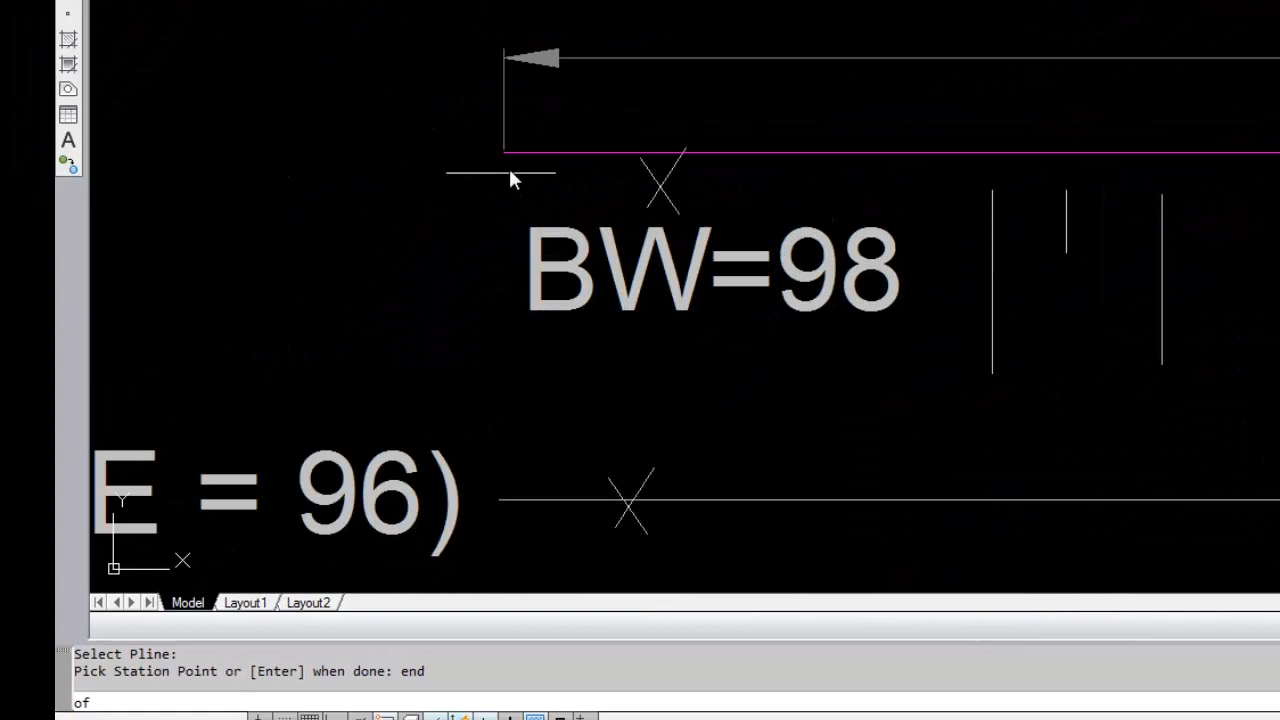 A
BW=98
E = 96)
Y
X
Model
Layout1
Layout2
Select Pline:
Pick Station Point or [Enter] when done: end
of